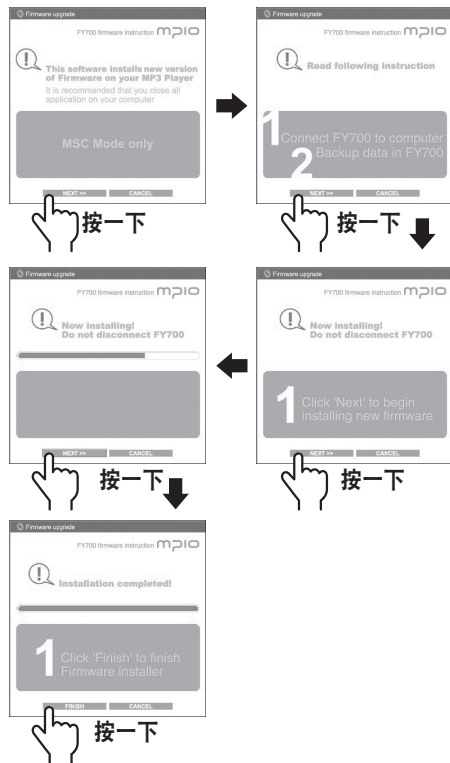 Firmware upgrade
FY700 firmware instruction mpio
This software installs new version
of Firmware on your MP3 Player
It is recommended that you close all
application on your computer
MSC Mode only
NEXT >> CANCEL
按一下
Firmware upgrade
FY700 firmware instruction mpio
Read following instruction
1 Connect FY700 to computer
2 Backup data in FY700
NEXT >> CANCEL
按一下
Firmware upgrade
FY700 firmware instruction mpio
Now installing!
Do not disconnect FY700
1 Click 'Next' to begin
installing new firmware
NEXT >> CANCEL
按一下
Firmware upgrade
FY700 firmware instruction mpio
Now installing!
Do not disconnect FY700
NEXT >> CANCEL
按一下
Firmware upgrade
FY700 firmware instruction mpio
Installation completed!
1 Click 'Finish' to finish
Firmware installer
FINISH CANCEL
按一下